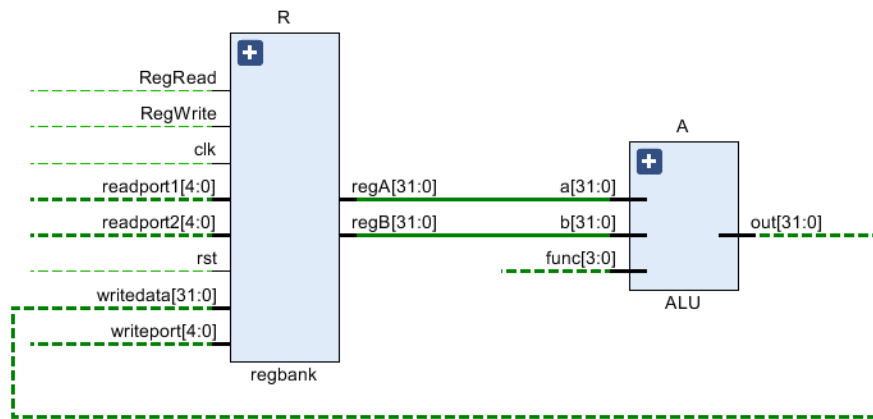 R
RegRead
RegWrite
clk
readport1[4:0]
readport2[4:0]
rst
writedata[31:0]
writeport[4:0]
regA[31:0]
regB[31:0]
regbank
A
a[31:0]
b[31:0]
func[3:0]
out[31:0]
ALU